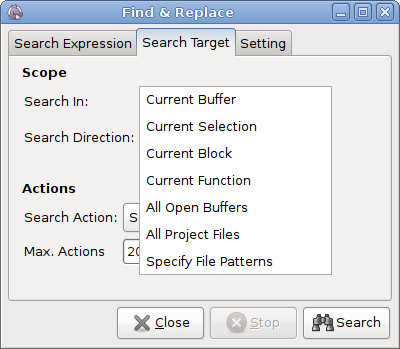 Find & Replace
Search Expression Search Target Setting
Scope
Search In:
Current Buffer
Current Selection
Search Direction:
Current Block
Current Function
Actions
All Open Buffers
Search Action: S
All Project Files
Max. Actions 20
Specify File Patterns
Close Stop Search